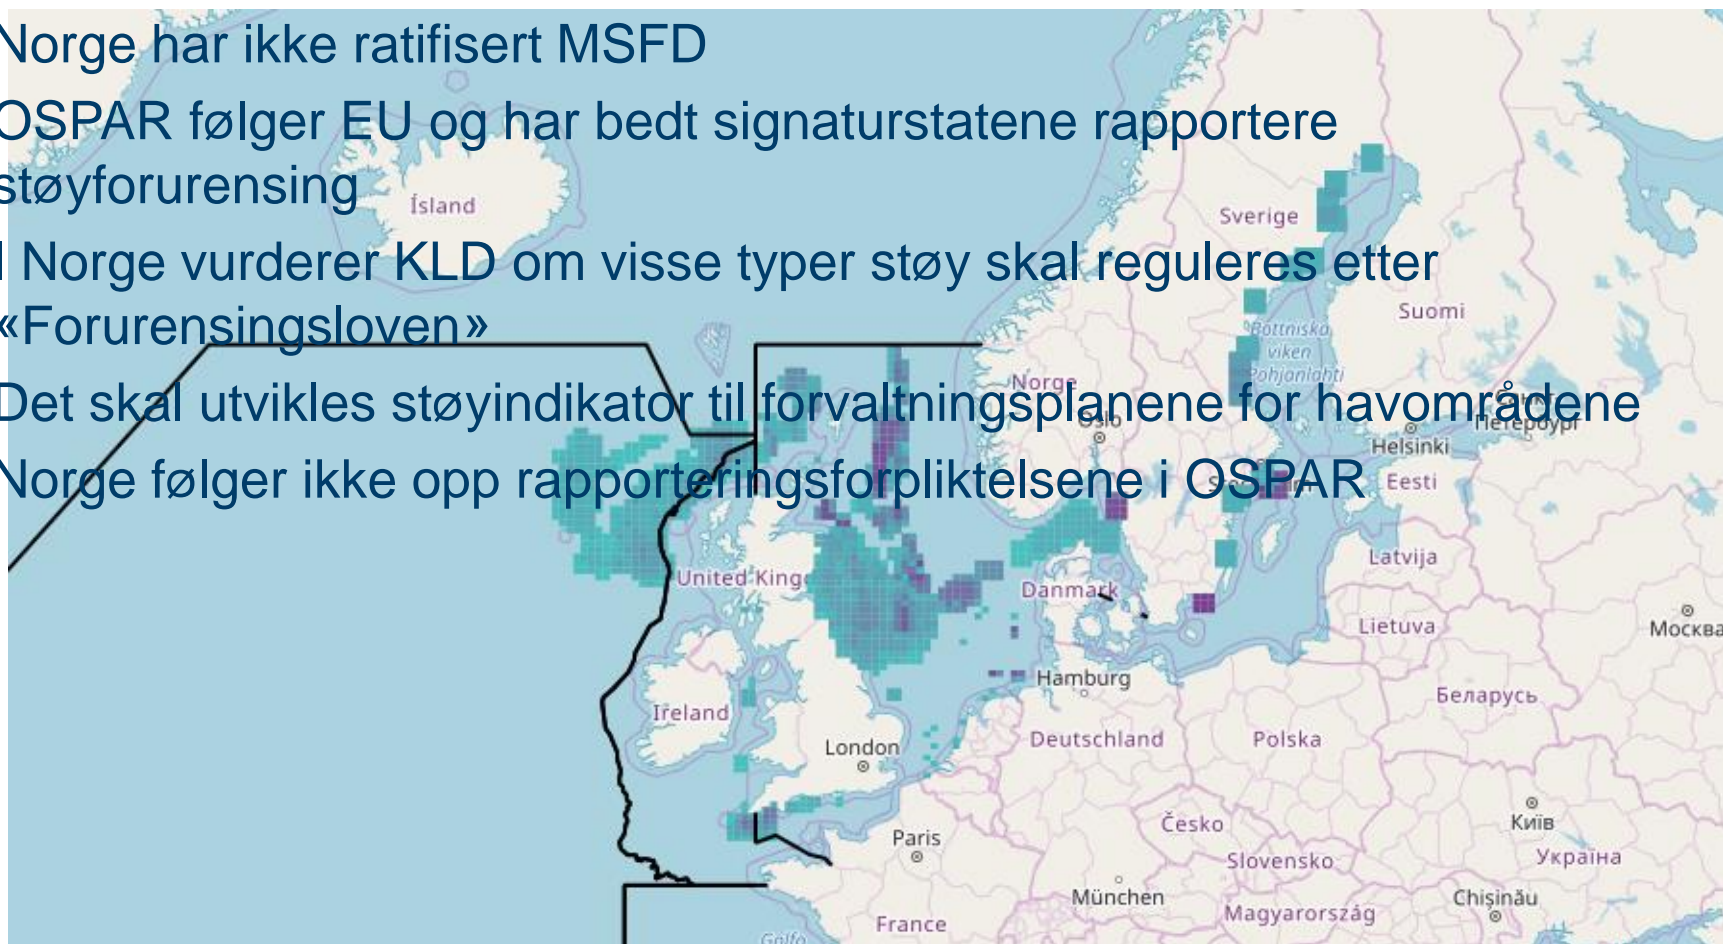 Norge har ikke ratifisert MSFD
OSPAR følger EU og har bedt signaturstatene rapportere
støyforurensing
I Norge vurderer KLD om visse typer støy skal reguleres etter
«Forurensingsloven»
Det skal utvikles støyindikator til forvaltningsplanene for havområdene
Norge følger ikke opp rapporteringsforpliktelsene i OSPAR
Ísland
Sverige
Suomi
Bottniska
viken
Pohjanlahti
Norge
Oslo
Helsinki
Eesti
Latvija
United
Danmark
Lietuva
Москва
Hamburg
Беларусь
Ireland
London
Deutschland
Polska
Paris
Česko
Київ
Slovensko
Україна
München
Magyarország
Chișinău
France
Golfo